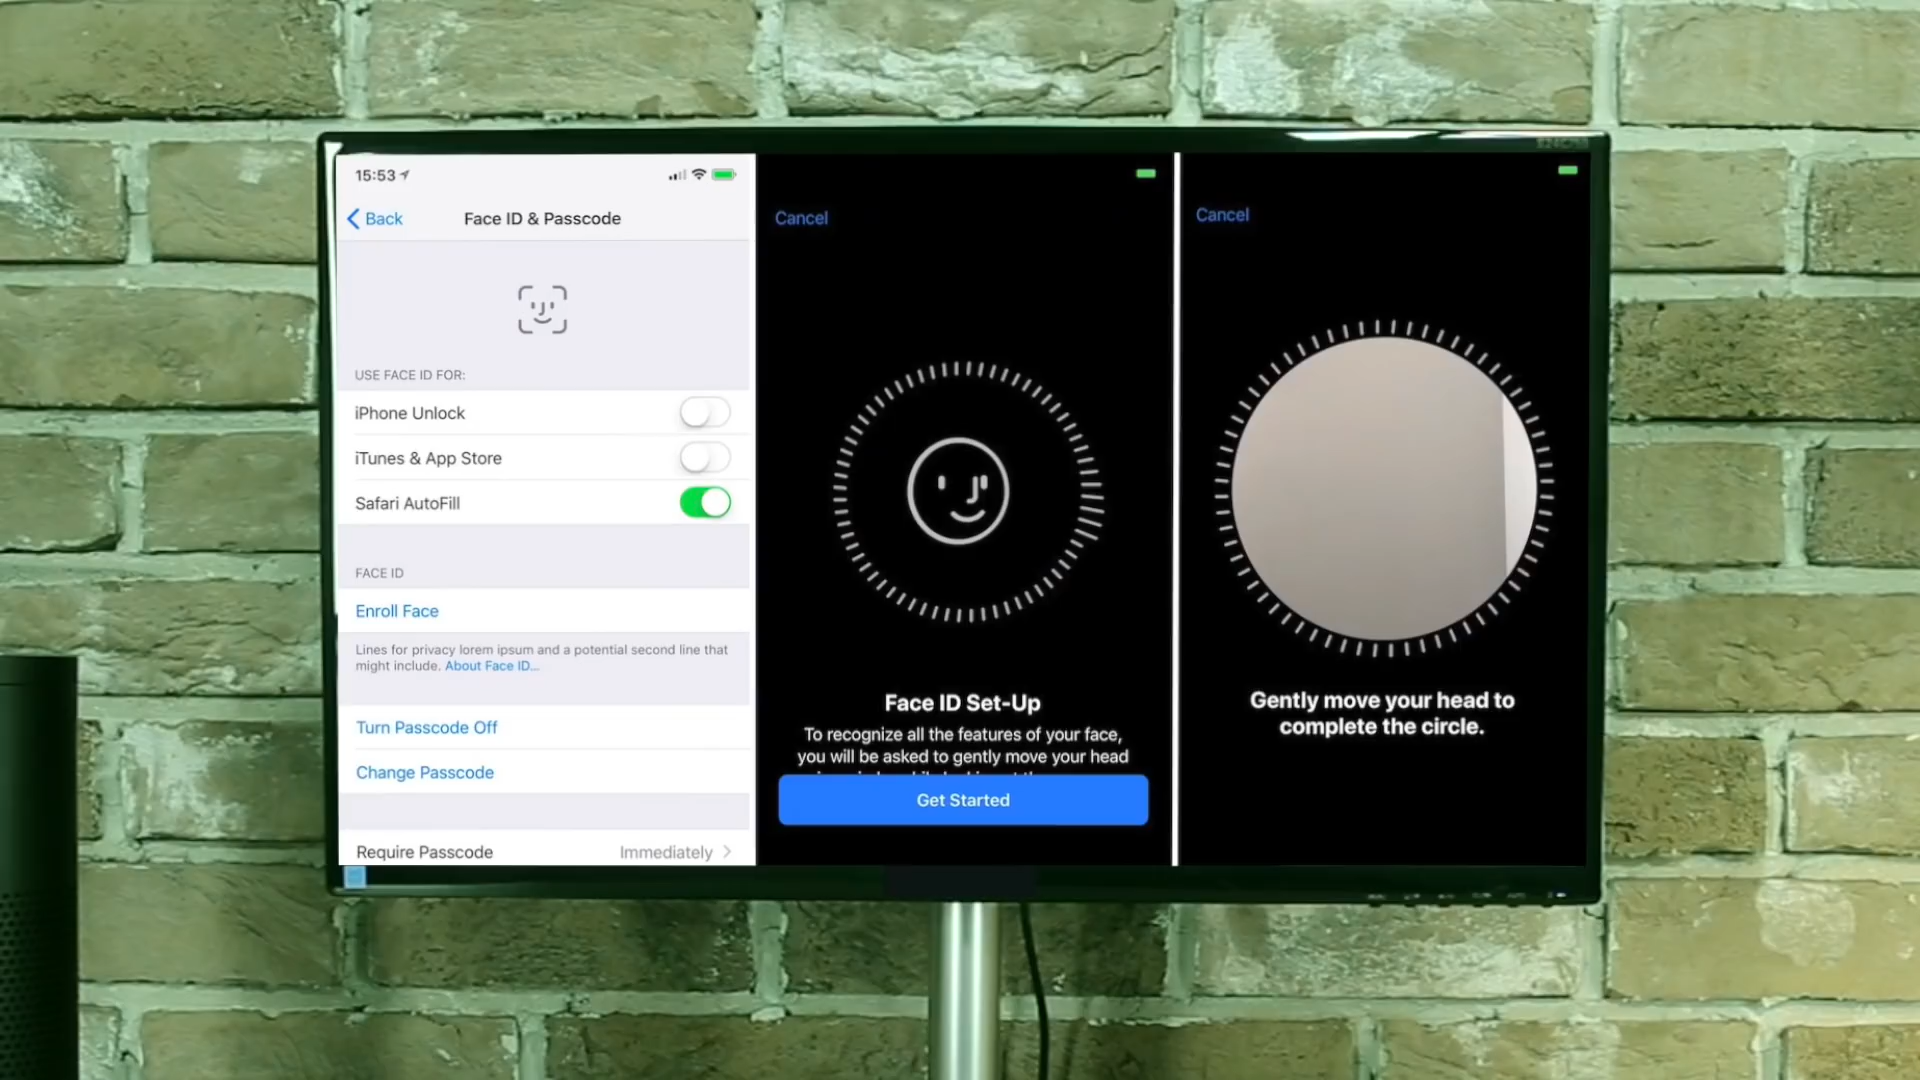 15:53
Back
Face ID & Passcode
USE FACE ID FOR:
iPhone Unlock
iTunes & App Store
Safari AutoFill
FACE ID
Enroll Face
Lines for privacy lorem ipsum and a potential second line that
might include. About Face ID...
Turn Passcode Off
Change Passcode
Require Passcode
Immediately
Cancel
Face ID Set-Up
To recognize all the features of your face,
you will be asked to gently move your head
Get Started
Cancel
Gently move your head to
complete the circle.